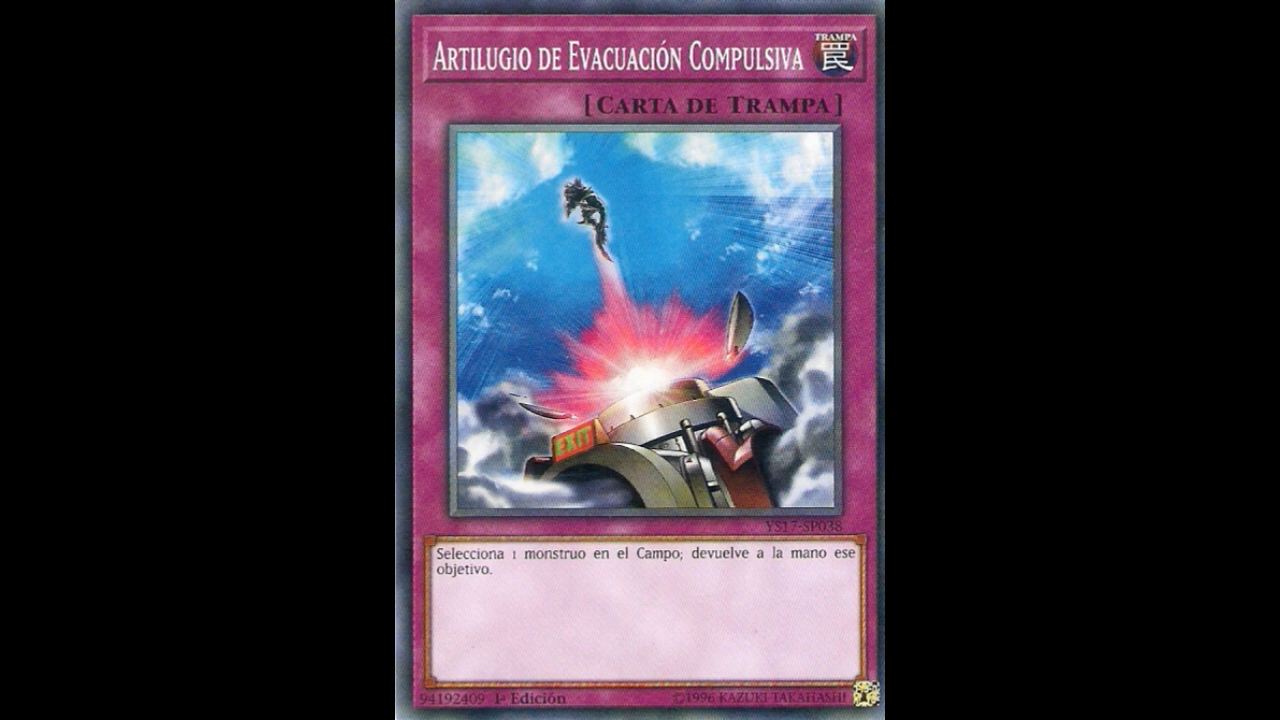 ARTILUGIO DE EVACUACIÓN COMPULSIVA
TRAMPA
罠
[CARTA DE TRAMPA]
EXIT
YS17-SP038
Selecciona 1 monstruo en el Campo; devuelve a la mano ese
objetivo.
94192409 1ª Edición ©1996 KAZUKI TAKAHASHI